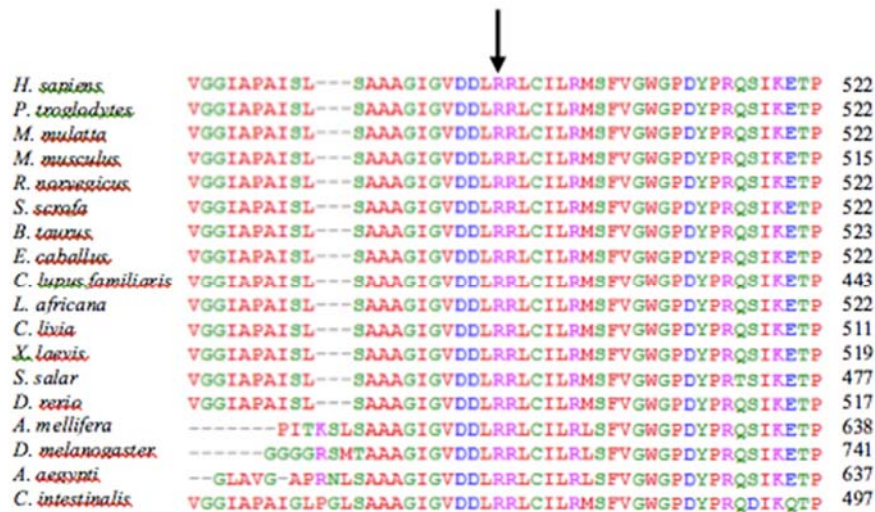 H. sapiens VGGIAPAISL---SAAAGIGVDDLRRLCILRMSFVGWGPDYPRQSIKETP 522
P. troglodytes VGGIAPAISL---SAAAGIGVDDLRRLCILRMSFVGWGPDYPRQSIKETP 522
M. mulatta VGGIAPAISL---SAAAGIGVDDLRRLCILRMSFVGWGPDYPRQSIKETP 522
M. musculus VGGIAPAISL---SAAAGIGVDDLRRLCILRMSFVGWGPDYPRQSIKETP 515
R. norvegicus VGGIAPAISL---SAAAGIGVDDLRRLCILRMSFVGWGPDYPRQSIKETP 522
S. scrofa VGGIAPAISL---SAAAGIGVDDLRRLCILRMSFVGWGPDYPRQSIKETP 522
B. taurus VGGIAPAISL---SAAAGIGVDDLRRLCILRMSFVGWGPDYPRQSIKETP 523
E. caballus VGGIAPAISL---SAAAGIGVDDLRRLCILRMSFVGWGPDYPRQSIKETP 522
C. lupus familiaris VGGIAPAISL---SAAAGIGVDDLRRLCILRMSFVGWGPDYPRQSIKETP 443
L. africana VGGIAPAISL---SAAAGIGVDDLRRLCILRMSFVGWGPDYPRQSIKETP 522
C. livia VGGIAPAISL---SAAAGIGVDDLRRLCILRMSFVGWGPDYPRQSIKETP 511
X. laevis VGGIAPAISL---SAAAGIGVDDLRRLCILRMSFVGWGPDYPRQSIKETP 519
S. salar VGGIAPAISL---SAAAGIGVDDLRRLCILRMSFVGWGPDYPRTSIKETP 477
D. rerio VGGIAPAISL---SAAAGIGVDDLRRLCILRMSFVGWGPDYPRQSIKETP 517
A. mellifera -------PITKSLSAAAGIGVDDLRRLCILRLSFVGWGPDYPRQSIKETP 638
D. melanogaster ------GGGGRSMTAAAGIGVDDLRRLCILRMSFVGWGPDYPRQSIKETP 741
A. aegypti --GLAVG-APRNLSAAAGIGVDDLRRLCILRLSFVGWGPDYPRQSIKETP 637
C. intestinalis VGGIAPAIGLPGLSAAAGIGVDDLRRLCILRLSFVGWGPDYPRQDIKQTP 497